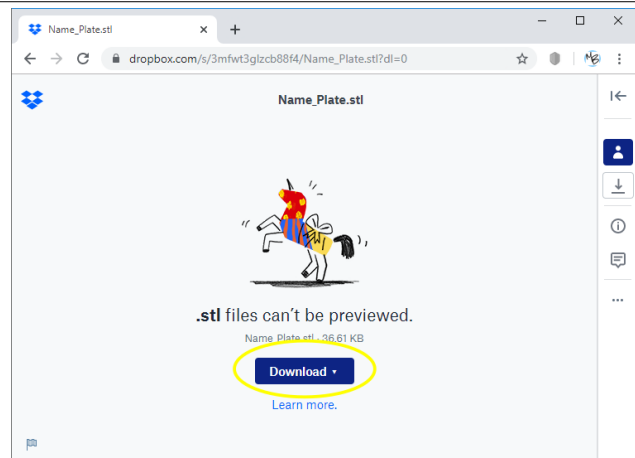 Name_Plate.stl
dropbox.com/s/3mfwt3glzcb88f4/Name_Plate.stl?dl=0
Name_Plate.stl
.stl files can't be previewed.
Name_Plate.stl · 36.61 KB
Download
Learn more.